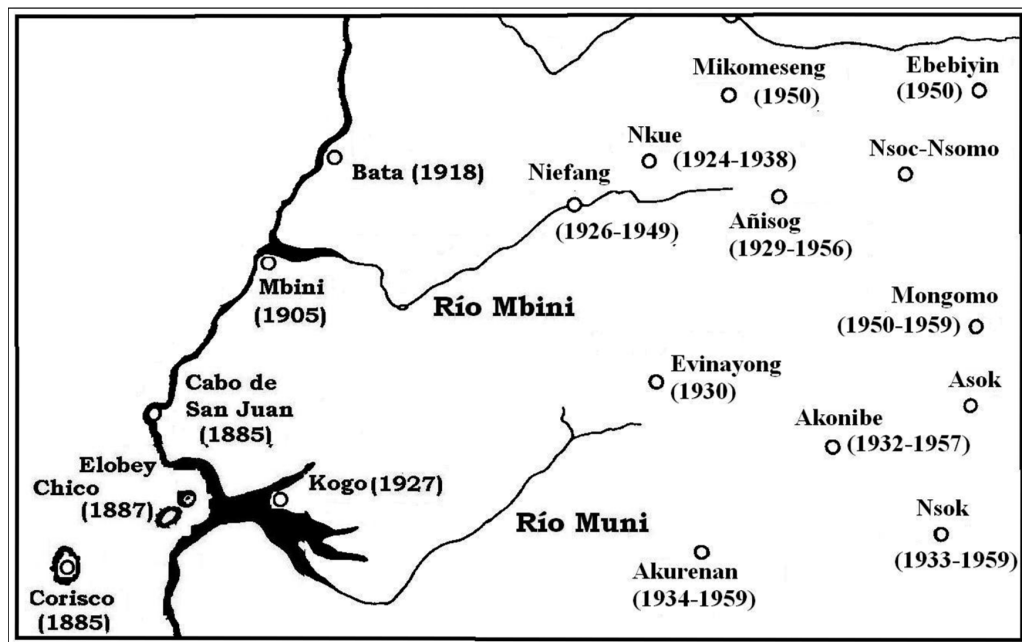 Mikomeseng
(1950)
Ebebiyin
(1950)
Nkue
(1924-1938)
Nsoc-Nsomo
Bata (1918)
Niefang
(1926-1949)
Añisog
(1929-1956)
Mbini
(1905)
Río Mbini
Mongomo
(1950-1959)
Evinayong
(1930)
Asok
Cabo de
San Juan
(1885)
Akonibe
(1932-1957)
Elobey
Chico
(1887)
Kogo (1927)
Río Muni
Nsok
(1933-1959)
Akurenan
(1934-1959)
Corisco
(1885)